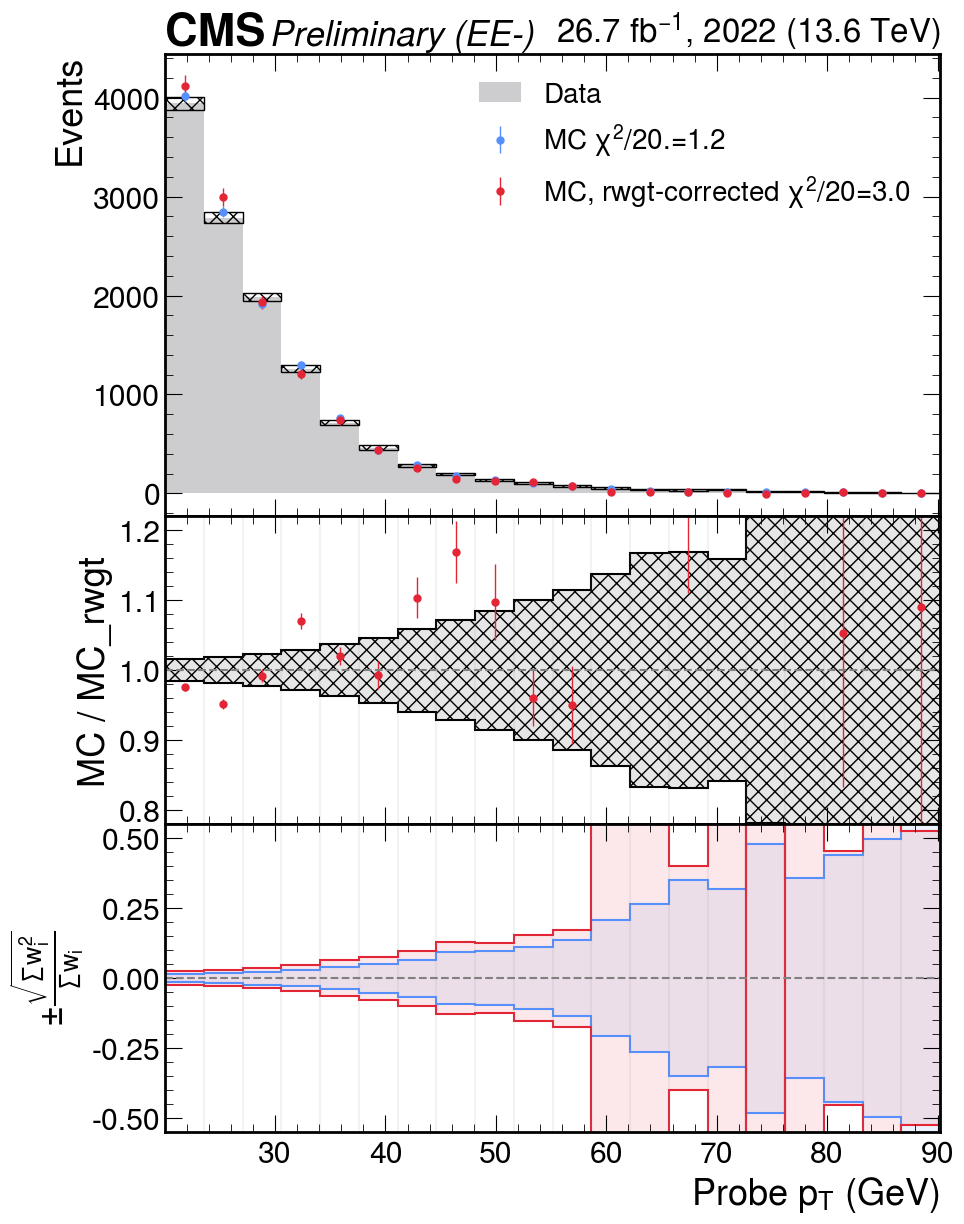 CMS Preliminary (EE-) 26.7 fb⁻¹, 2022 (13.6 TeV)
Events
4000
3000
2000
1000
0
Data
MC χ²/20.=1.2
MC, rwgt-corrected χ²/20=3.0
MC / MC_rwgt
1.2
1.1
1.0
0.9
0.8
±√Σwᵢ²
Σwᵢ
0.50
0.25
0.00
-0.25
-0.50
30 40 50 60 70 80 90
Probe p_T (GeV)